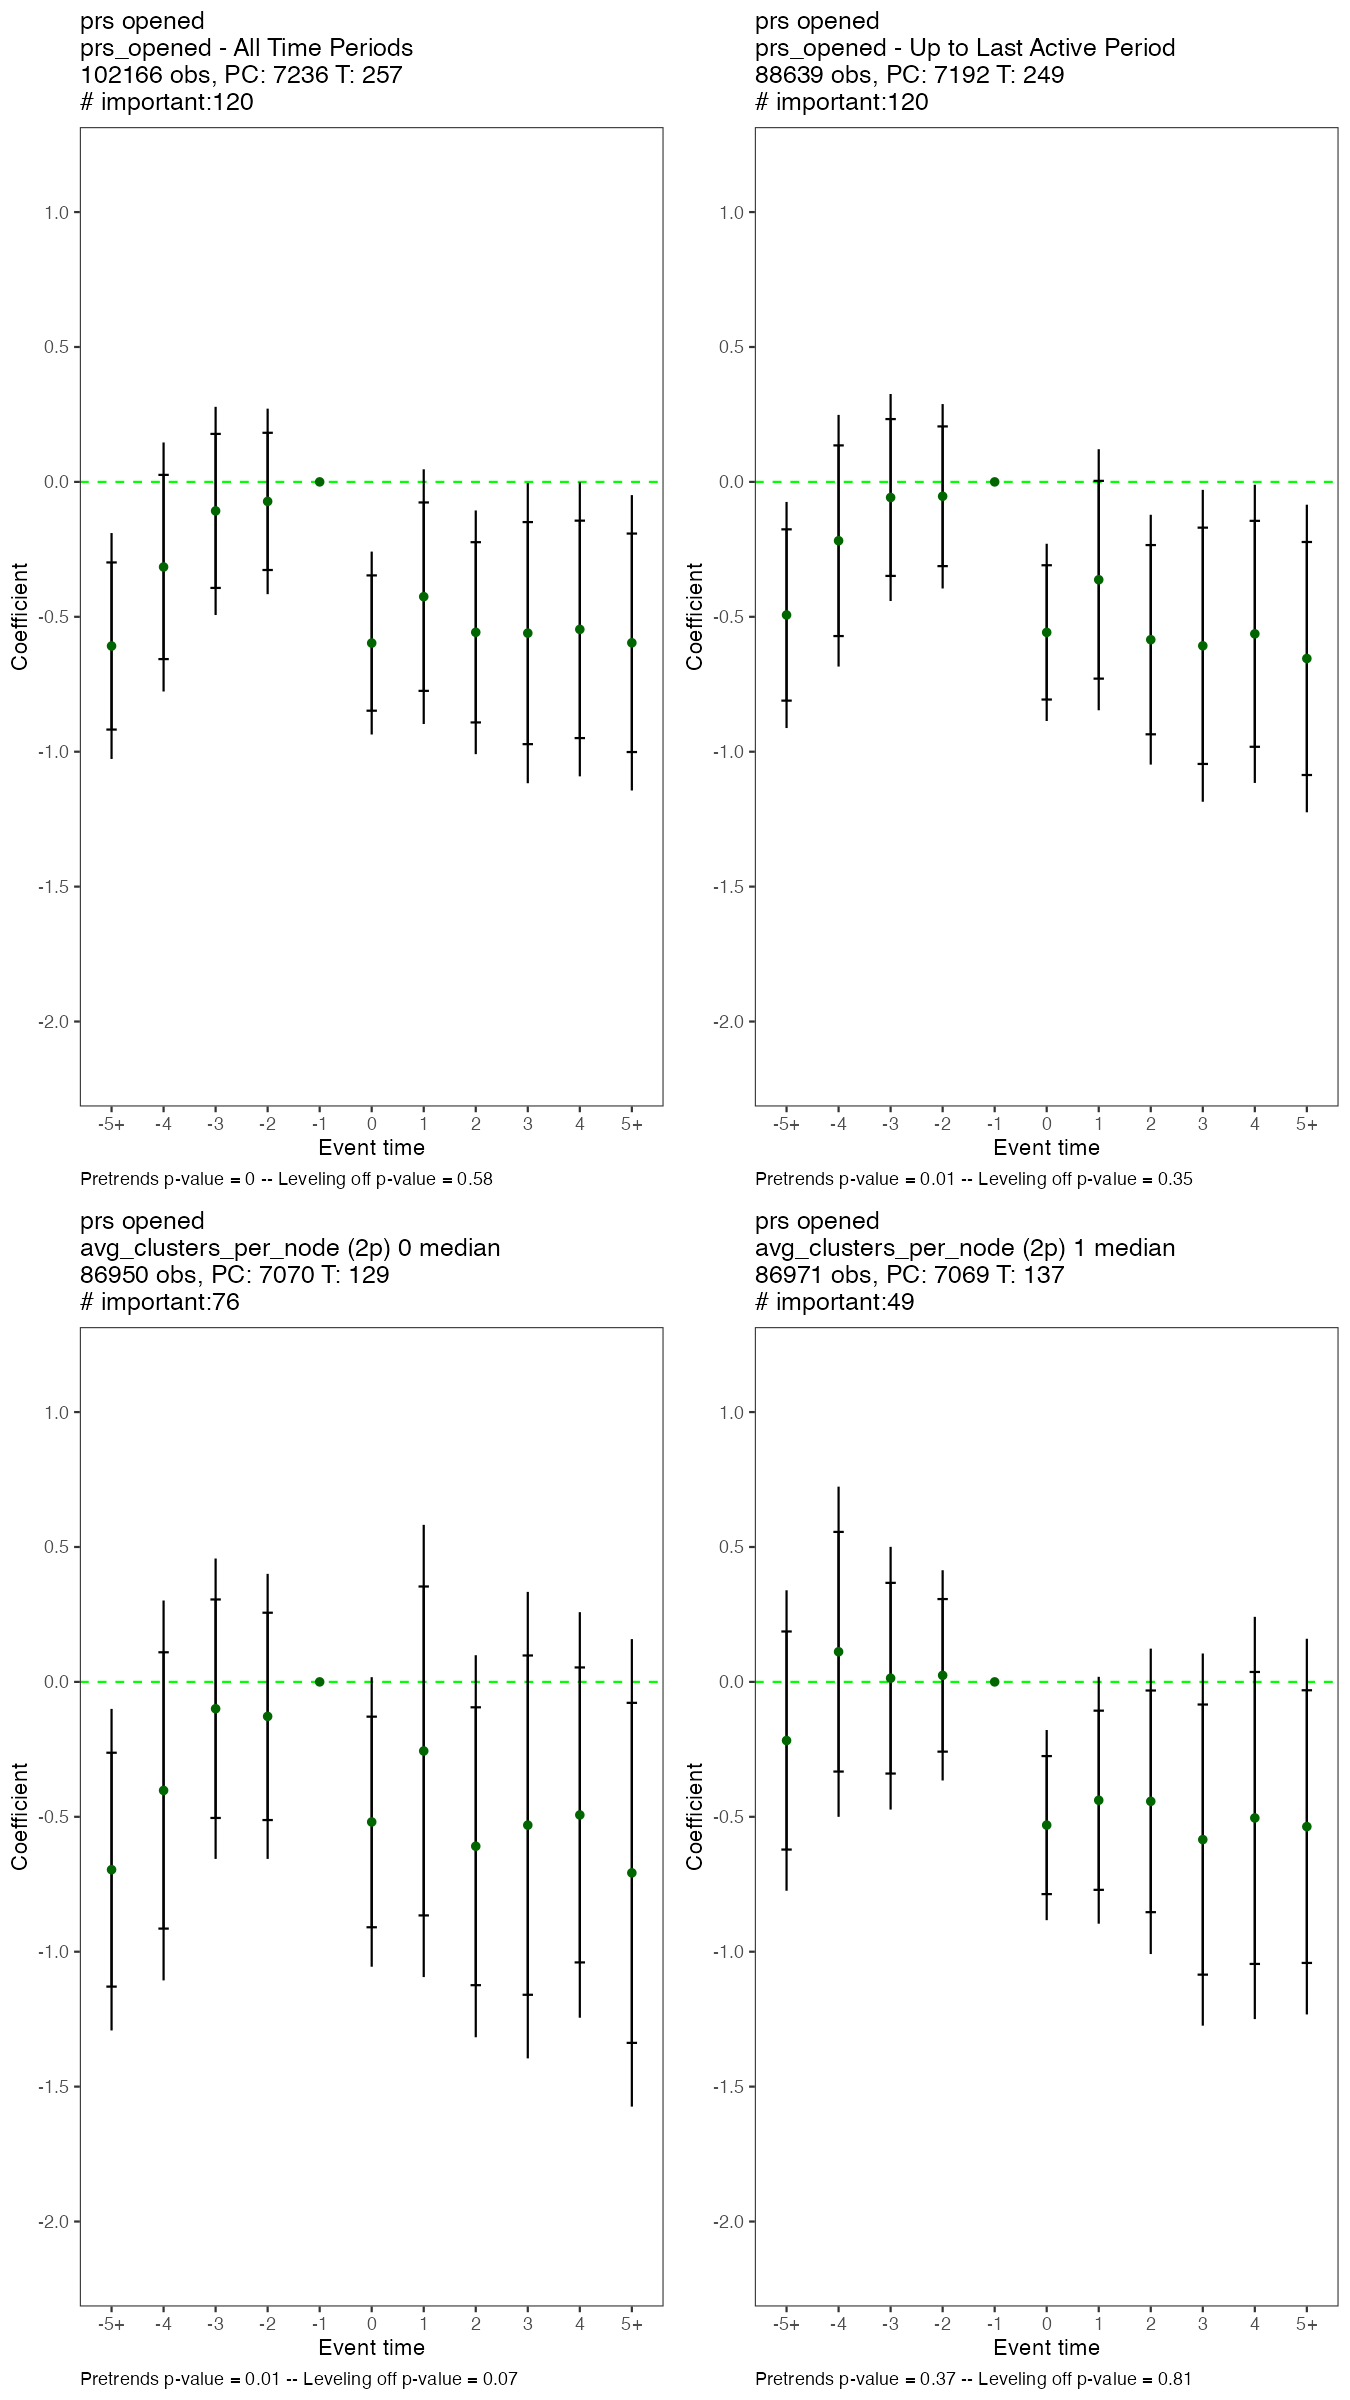 prs opened
prs_opened - All Time Periods
102166 obs, PC: 7236 T: 257
# important:120
1.0
0.5
0.0
-0.5
-1.0
-1.5
-2.0
Coefficient
-5+ -4 -3 -2 -1 0 1 2 3 4 5+
Event time
Pretrends p-value = 0 -- Leveling off p-value = 0.58
prs opened
prs_opened - Up to Last Active Period
88639 obs, PC: 7192 T: 249
# important:120
1.0
0.5
0.0
-0.5
-1.0
-1.5
-2.0
Coefficient
-5+ -4 -3 -2 -1 0 1 2 3 4 5+
Event time
Pretrends p-value = 0.01 -- Leveling off p-value = 0.35
prs opened
avg_clusters_per_node (2p) 0 median
86950 obs, PC: 7070 T: 129
# important:76
1.0
0.5
0.0
-0.5
-1.0
-1.5
-2.0
Coefficient
-5+ -4 -3 -2 -1 0 1 2 3 4 5+
Event time
Pretrends p-value = 0.01 -- Leveling off p-value = 0.07
prs opened
avg_clusters_per_node (2p) 1 median
86971 obs, PC: 7069 T: 137
# important:49
1.0
0.5
0.0
-0.5
-1.0
-1.5
-2.0
Coefficient
-5+ -4 -3 -2 -1 0 1 2 3 4 5+
Event time
Pretrends p-value = 0.37 -- Leveling off p-value = 0.81